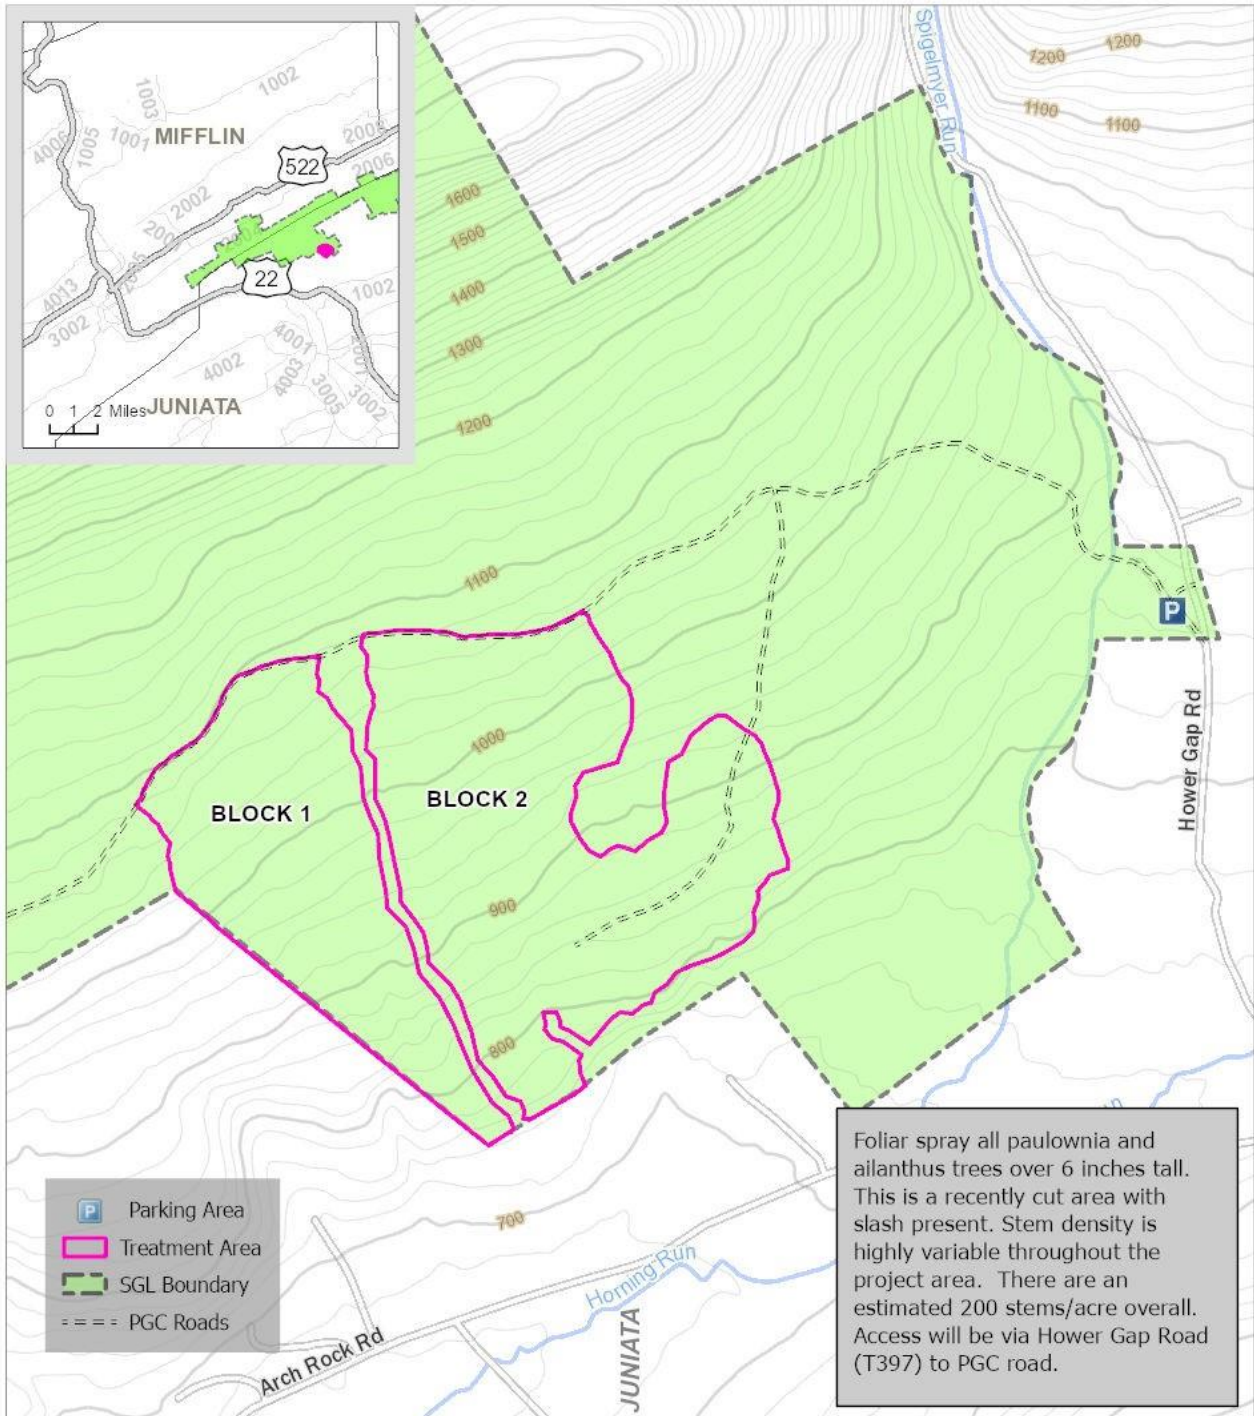 1002
1003
1001
MIFFLIN
4006
1005
2008
522
2006
2002
2002
22
4013
3002
1002
4001
4002
4003
4001
3005
3002
0 1 2 Miles
JUNIATA
Spigelmyer Run
1200
1200
1100
1100
1600
1500
1400
1300
1200
1100
P
Hower Gap Rd
1000
BLOCK 1
BLOCK 2
900
800
700
Horning Run
Arch Rock Rd
JUNIATA
P Parking Area
Treatment Area
SGL Boundary
PGC Roads
Foliar spray all paulownia and
ailanthus trees over 6 inches tall.
This is a recently cut area with
slash present. Stem density is
highly variable throughout the
project area.  There are an
estimated 200 stems/acre overall.
Access will be via Hower Gap Road
(T397) to PGC road.